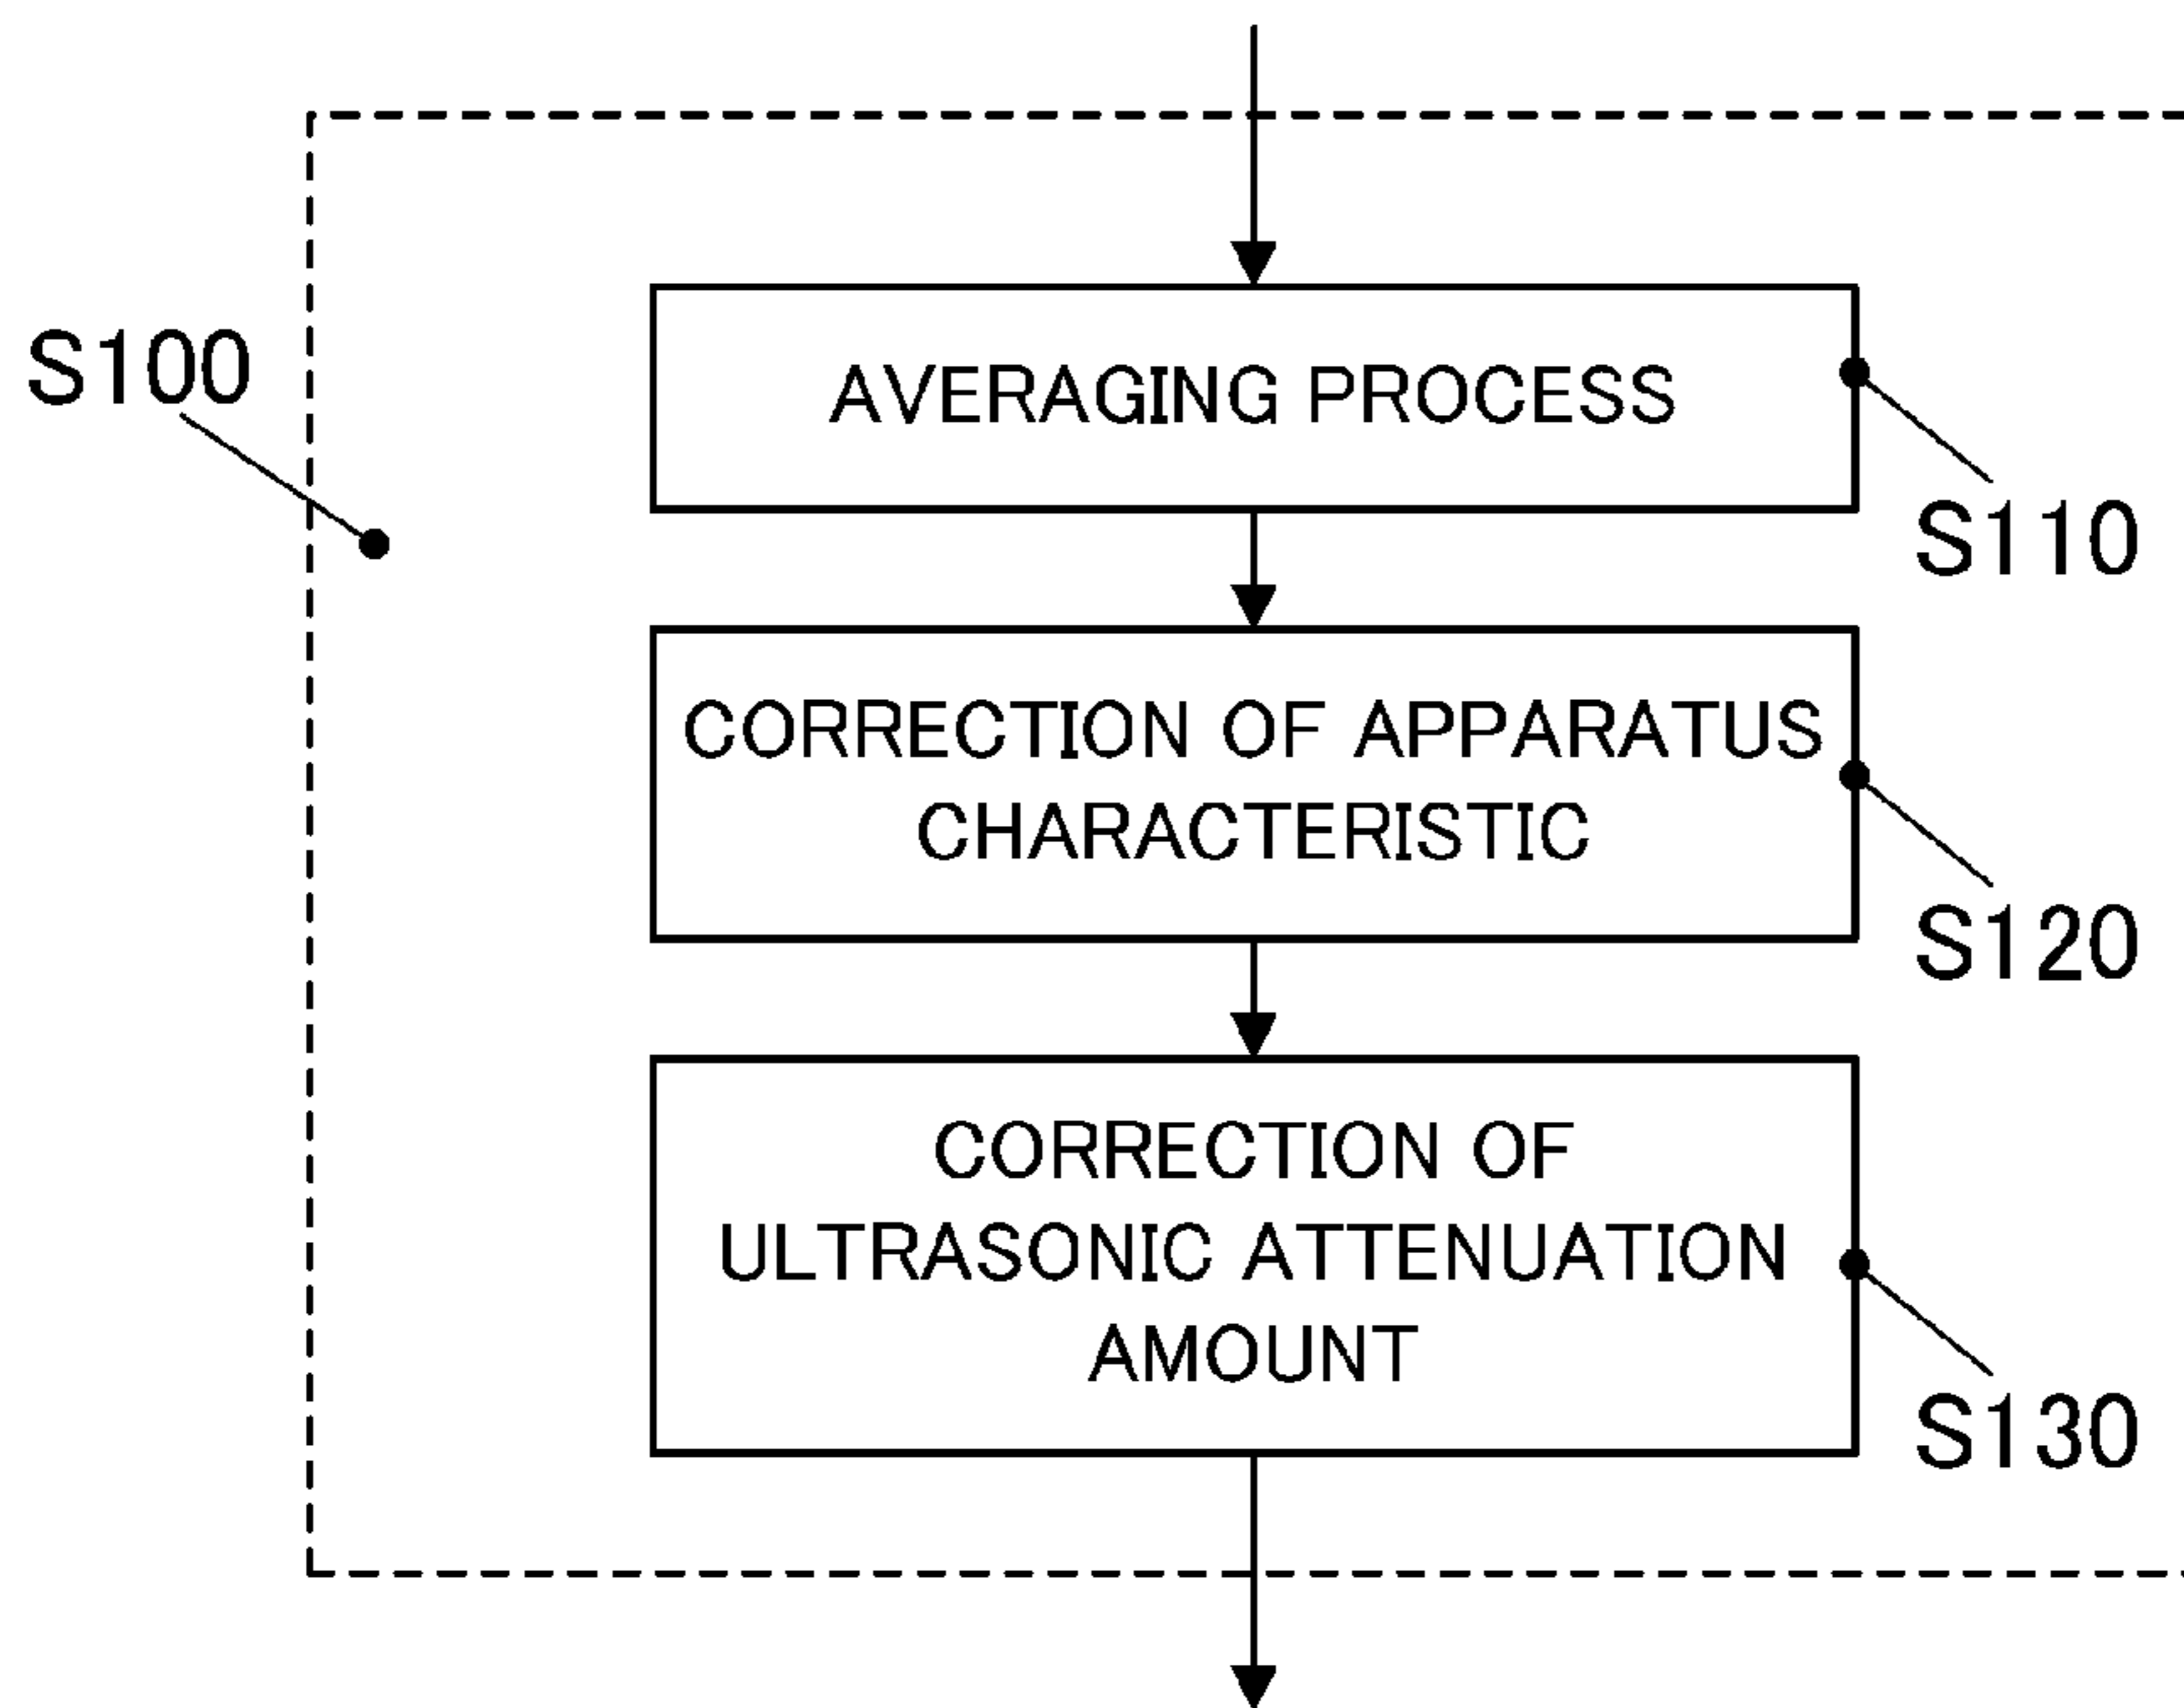 S100
AVERAGING PROCESS
S110
CORRECTION OF APPARATUS
CHARACTERISTIC
S120
CORRECTION OF
ULTRASONIC ATTENUATION
AMOUNT
S130